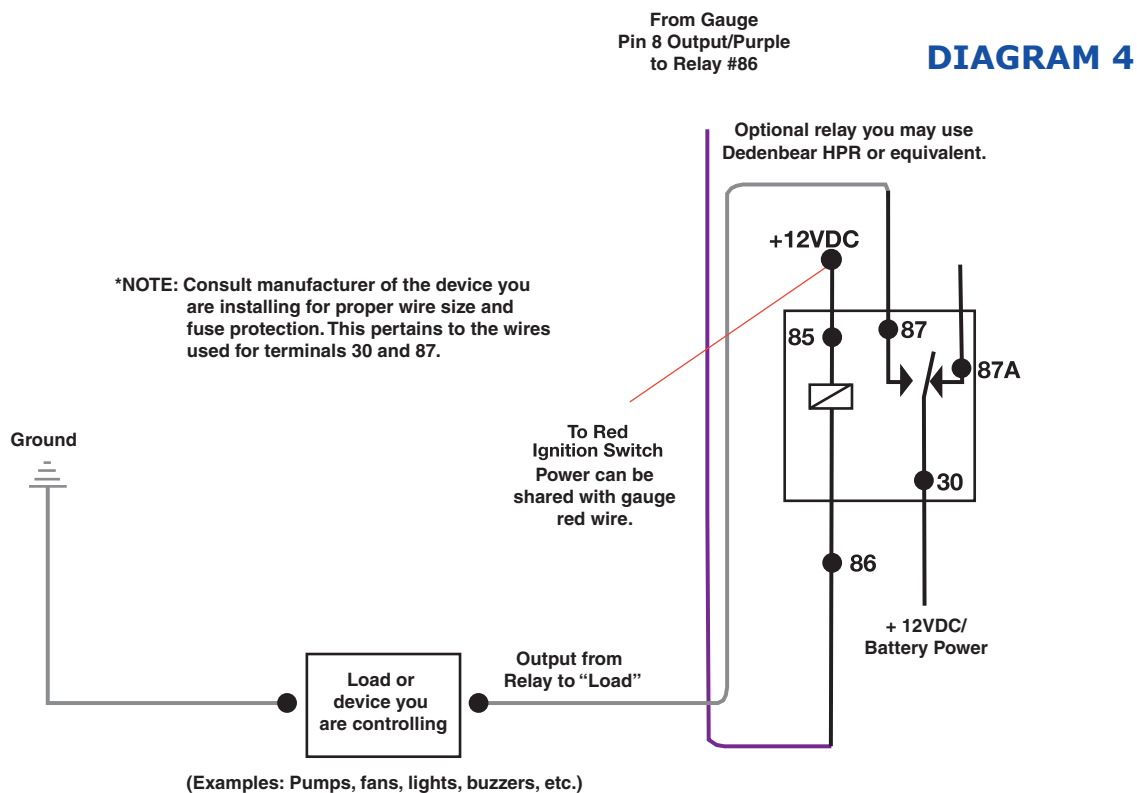 From Gauge
Pin 8 Output/Purple
to Relay #86
DIAGRAM 4
Optional relay you may use
Dedenbear HPR or equivalent.
+12VDC
*NOTE: Consult manufacturer of the device you
are installing for proper wire size and
fuse protection. This pertains to the wires
used for terminals 30 and 87.
85
87
87A
30
86
To Red
Ignition Switch
Power can be
shared with gauge
red wire.
+ 12VDC/
Battery Power
Ground
Load or
device you
are controlling
Output from
Relay to “Load”
(Examples: Pumps, fans, lights, buzzers, etc.)